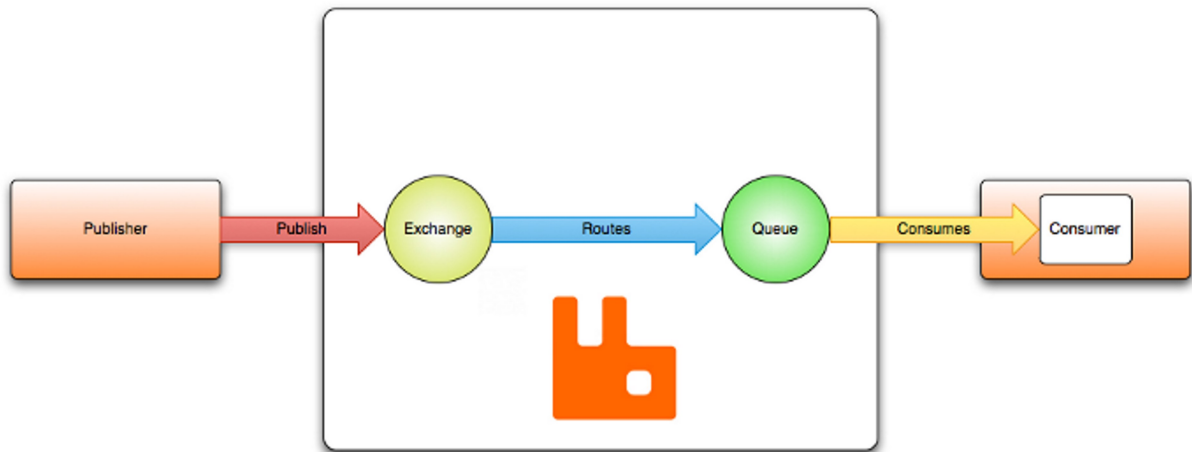 Publisher
Publish
Exchange
Routes
Queue
Consumes
Consumer